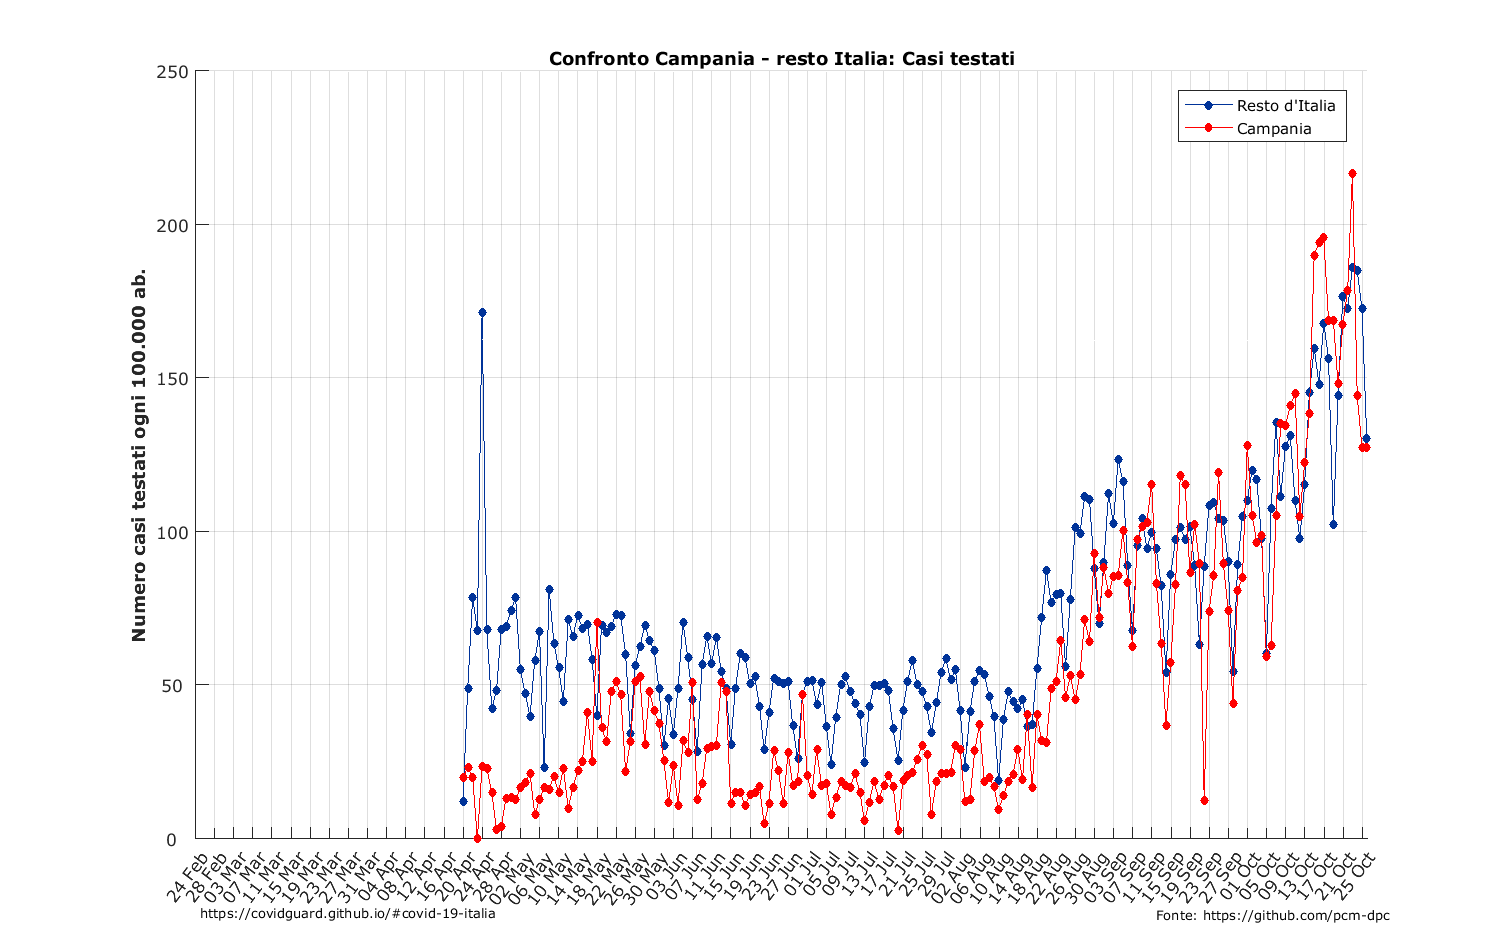 Confronto Campania - resto Italia: Casi testati
Numero casi testati ogni 100.000 ab.
250
200
150
100
50
0
Resto d'Italia
Campania
24 Feb
28 Feb
03 Mar
07 Mar
11 Mar
15 Mar
19 Mar
23 Mar
27 Mar
31 Mar
04 Apr
08 Apr
12 Apr
16 Apr
20 Apr
24 Apr
28 Apr
02 May
06 May
10 May
14 May
18 May
22 May
26 May
30 May
03 Jun
07 Jun
11 Jun
15 Jun
19 Jun
23 Jun
27 Jun
01 Jul
05 Jul
09 Jul
13 Jul
17 Jul
21 Jul
25 Jul
29 Jul
02 Aug
06 Aug
10 Aug
14 Aug
18 Aug
22 Aug
26 Aug
30 Aug
03 Sep
07 Sep
11 Sep
15 Sep
19 Sep
23 Sep
27 Sep
01 Oct
05 Oct
09 Oct
13 Oct
17 Oct
21 Oct
25 Oct
https://covidguard.github.io/#covid-19-italia
Fonte: https://github.com/pcm-dpc